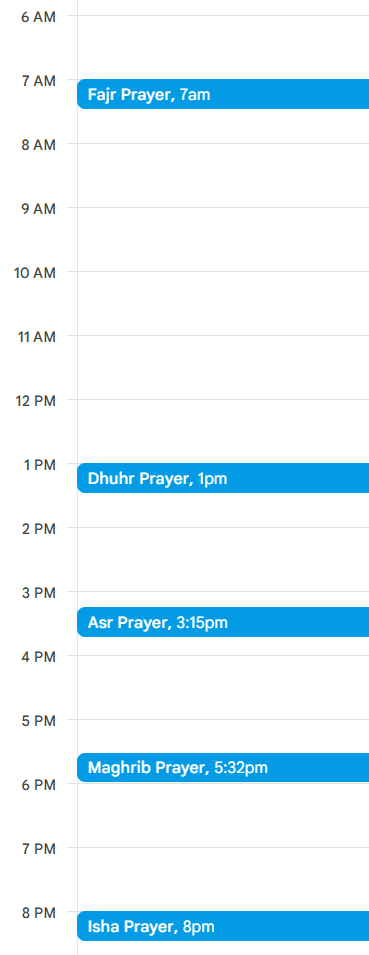 6 AM
7 AM
Fajr Prayer, 7am
8 AM
9 AM
10 AM
11 AM
12 PM
1 PM
Dhuhr Prayer, 1pm
2 PM
3 PM
Asr Prayer, 3:15pm
4 PM
5 PM
Maghrib Prayer, 5:32pm
6 PM
7 PM
8 PM
Isha Prayer, 8pm